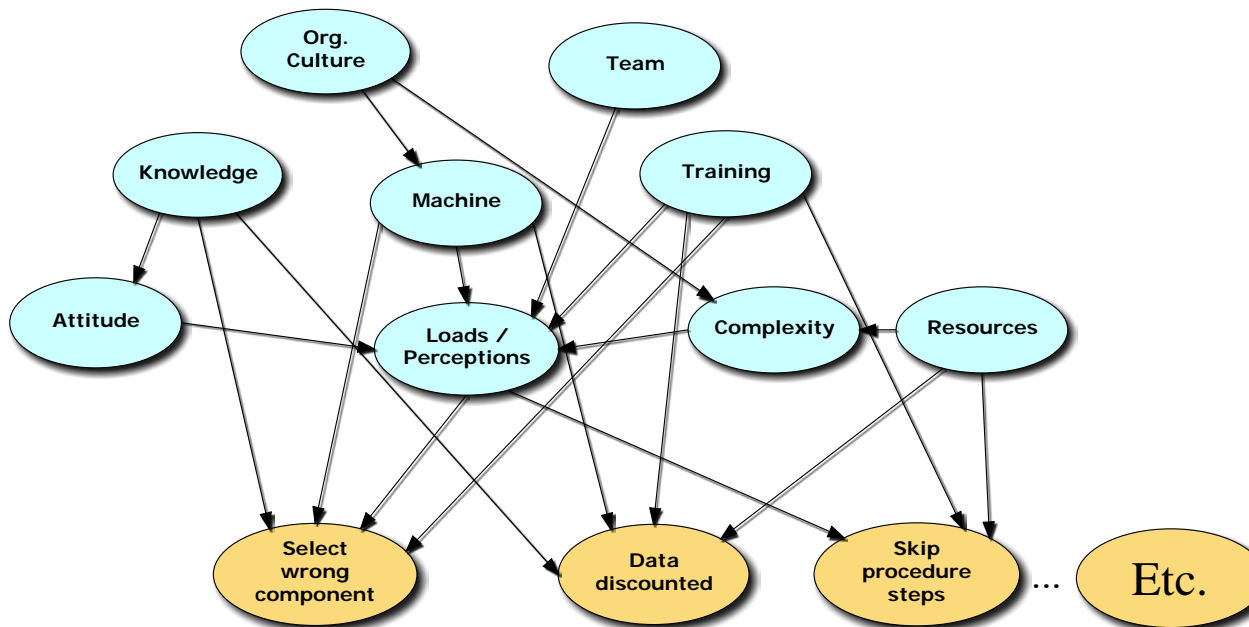 Org.
Culture
Team
Knowledge
Training
Machine
Attitude
Loads /
Perceptions
Complexity
Resources
Select
wrong
component
Data
discounted
Skip
procedure
steps
...
Etc.